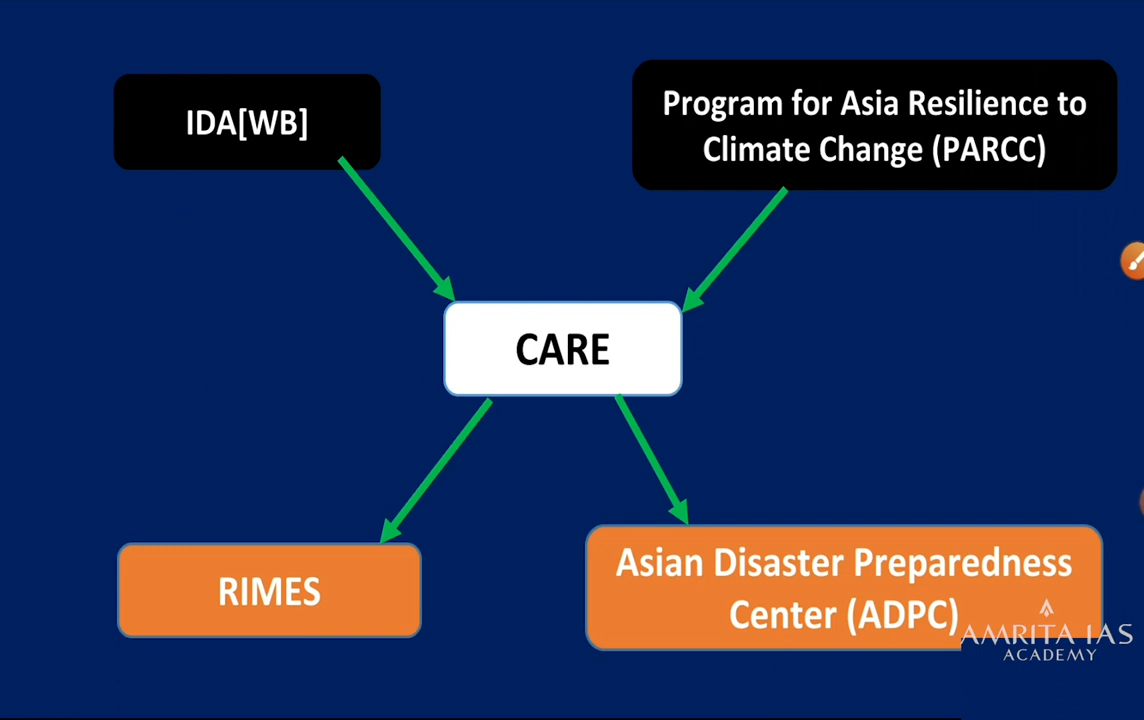 IDA[WB]
Program for Asia Resilience to
Climate Change (PARCC)
CARE
RIMES
Asian Disaster Preparedness
Center (ADPC)
AMRITA IAS
ACADEMY